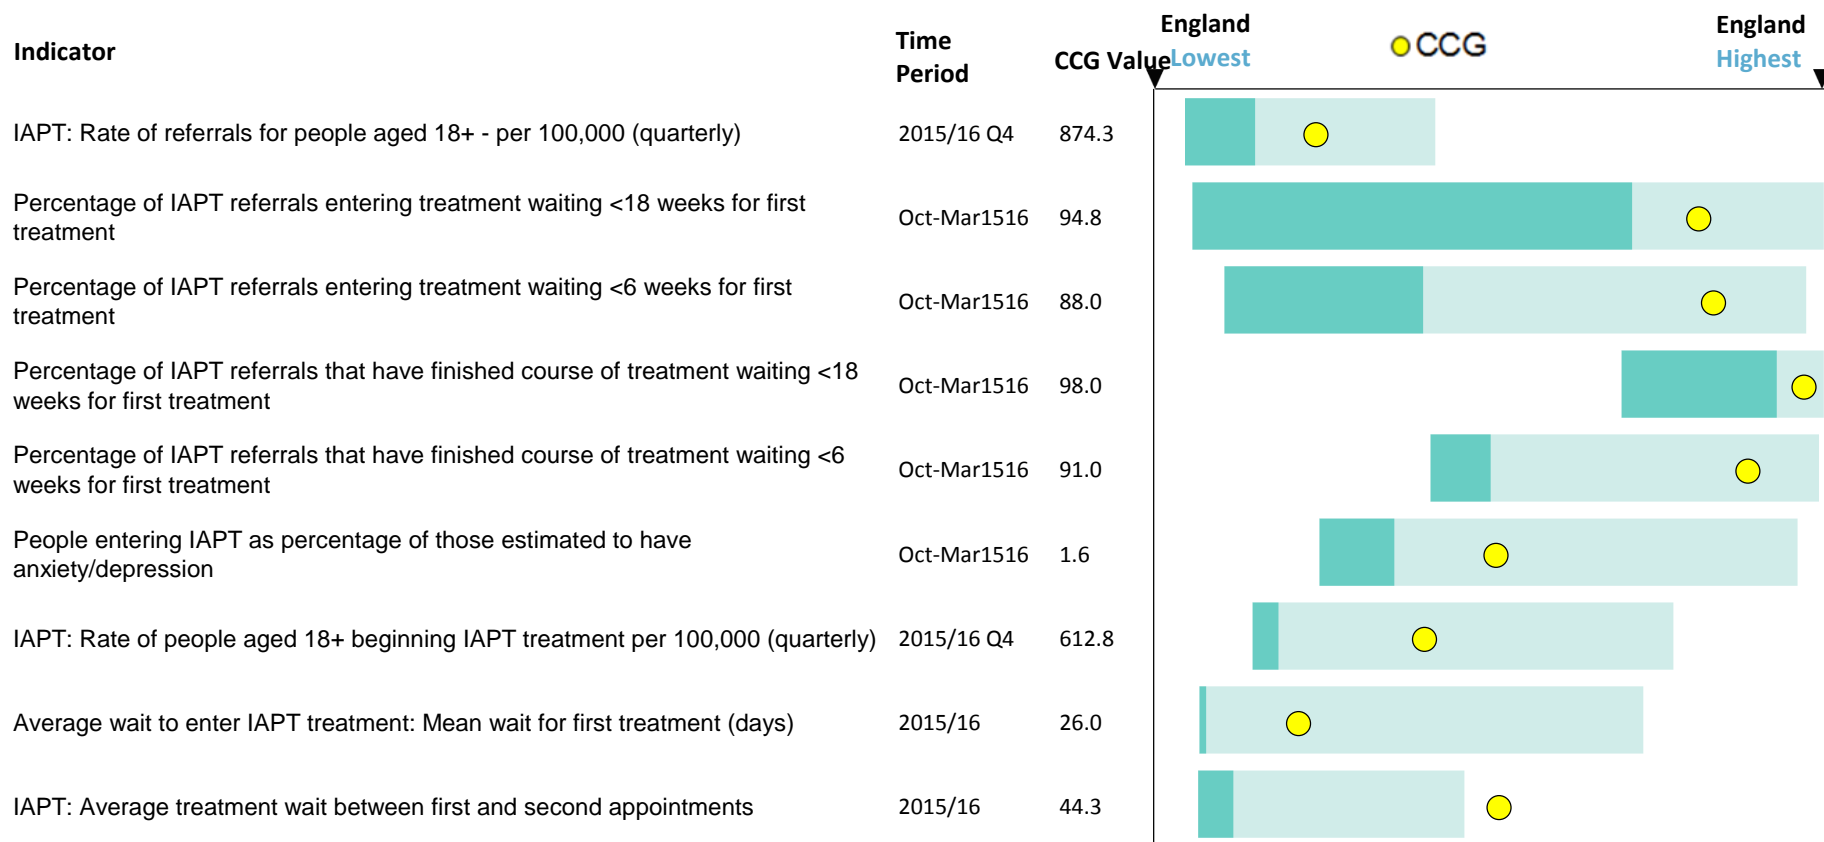 Indicator
Time
Period
CCG Value
England
Lowest
CCG
England
Highest
IAPT: Rate of referrals for people aged 18+ - per 100,000 (quarterly) 2015/16 Q4 874.3
Percentage of IAPT referrals entering treatment waiting <18 weeks for first
treatment
Oct-Mar1516 94.8
Percentage of IAPT referrals entering treatment waiting <6 weeks for first
treatment
Oct-Mar1516 88.0
Percentage of IAPT referrals that have finished course of treatment waiting <18
weeks for first treatment
Oct-Mar1516 98.0
Percentage of IAPT referrals that have finished course of treatment waiting <6
weeks for first treatment
Oct-Mar1516 91.0
People entering IAPT as percentage of those estimated to have
anxiety/depression
Oct-Mar1516 1.6
IAPT: Rate of people aged 18+ beginning IAPT treatment per 100,000 (quarterly) 2015/16 Q4 612.8
Average wait to enter IAPT treatment: Mean wait for first treatment (days) 2015/16 26.0
IAPT: Average treatment wait between first and second appointments 2015/16 44.3